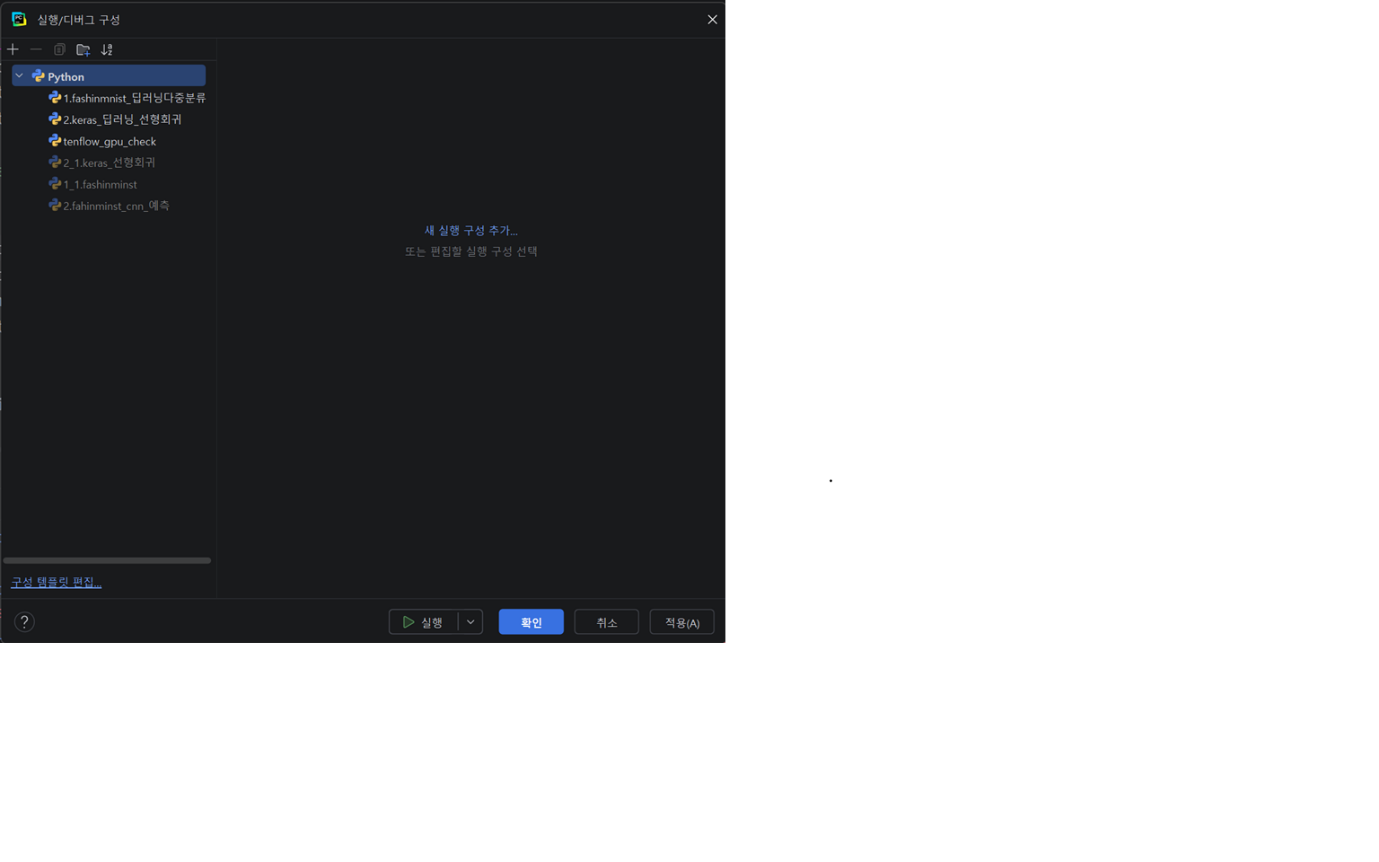 실행/디버그 구성
Python
1.fashinmnist_딥러닝다중분류
2.keras_딥러닝_선형회귀
tenflow_gpu_check
2_1.keras_선형회귀
1_1.fashinminst
2.fahinminst_cnn_예측
새 실행 구성 추가...
또는 편집할 실행 구성 선택
구성 템플릿 편집...
? 실행 확인 취소 적용(A)